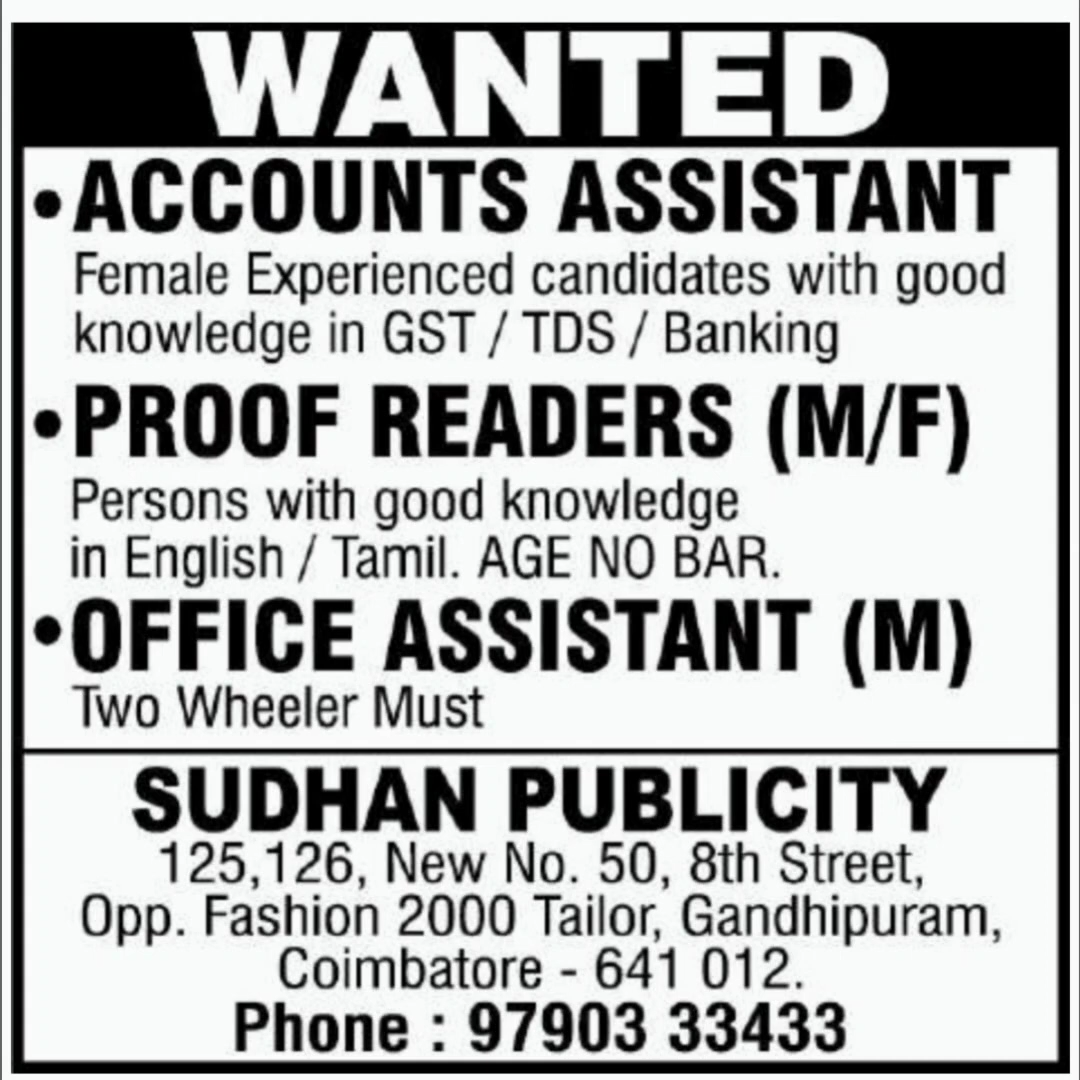 WANTED
• ACCOUNTS ASSISTANT
Female Experienced candidates with good
knowledge in GST / TDS / Banking
• PROOF READERS (M/F)
Persons with good knowledge
in English / Tamil. AGE NO BAR.
• OFFICE ASSISTANT (M)
Two Wheeler Must
SUDHAN PUBLICITY
125,126, New No. 50, 8th Street,
Opp. Fashion 2000 Tailor, Gandhipuram,
Coimbatore - 641 012.
Phone : 97903 33433